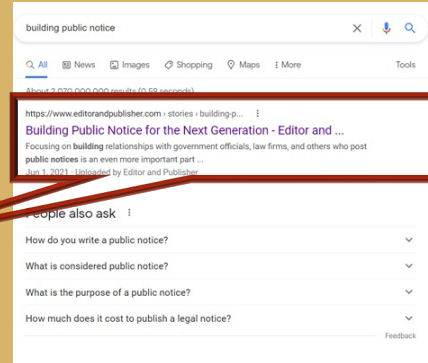 building public notice
All News Images Shopping Maps More Tools
About 2,070,000,000 results (0.59 seconds)
https://www.editorandpublisher.com › stories › building-p...
Building Public Notice for the Next Generation - Editor and ...
Focusing on building relationships with government officials, law firms, and others who post
public notices is an even more important part ...
Jun 1, 2021 · Uploaded by Editor and Publisher
People also ask
How do you write a public notice?
What is considered public notice?
What is the purpose of a public notice?
How much does it cost to publish a legal notice?
Feedback